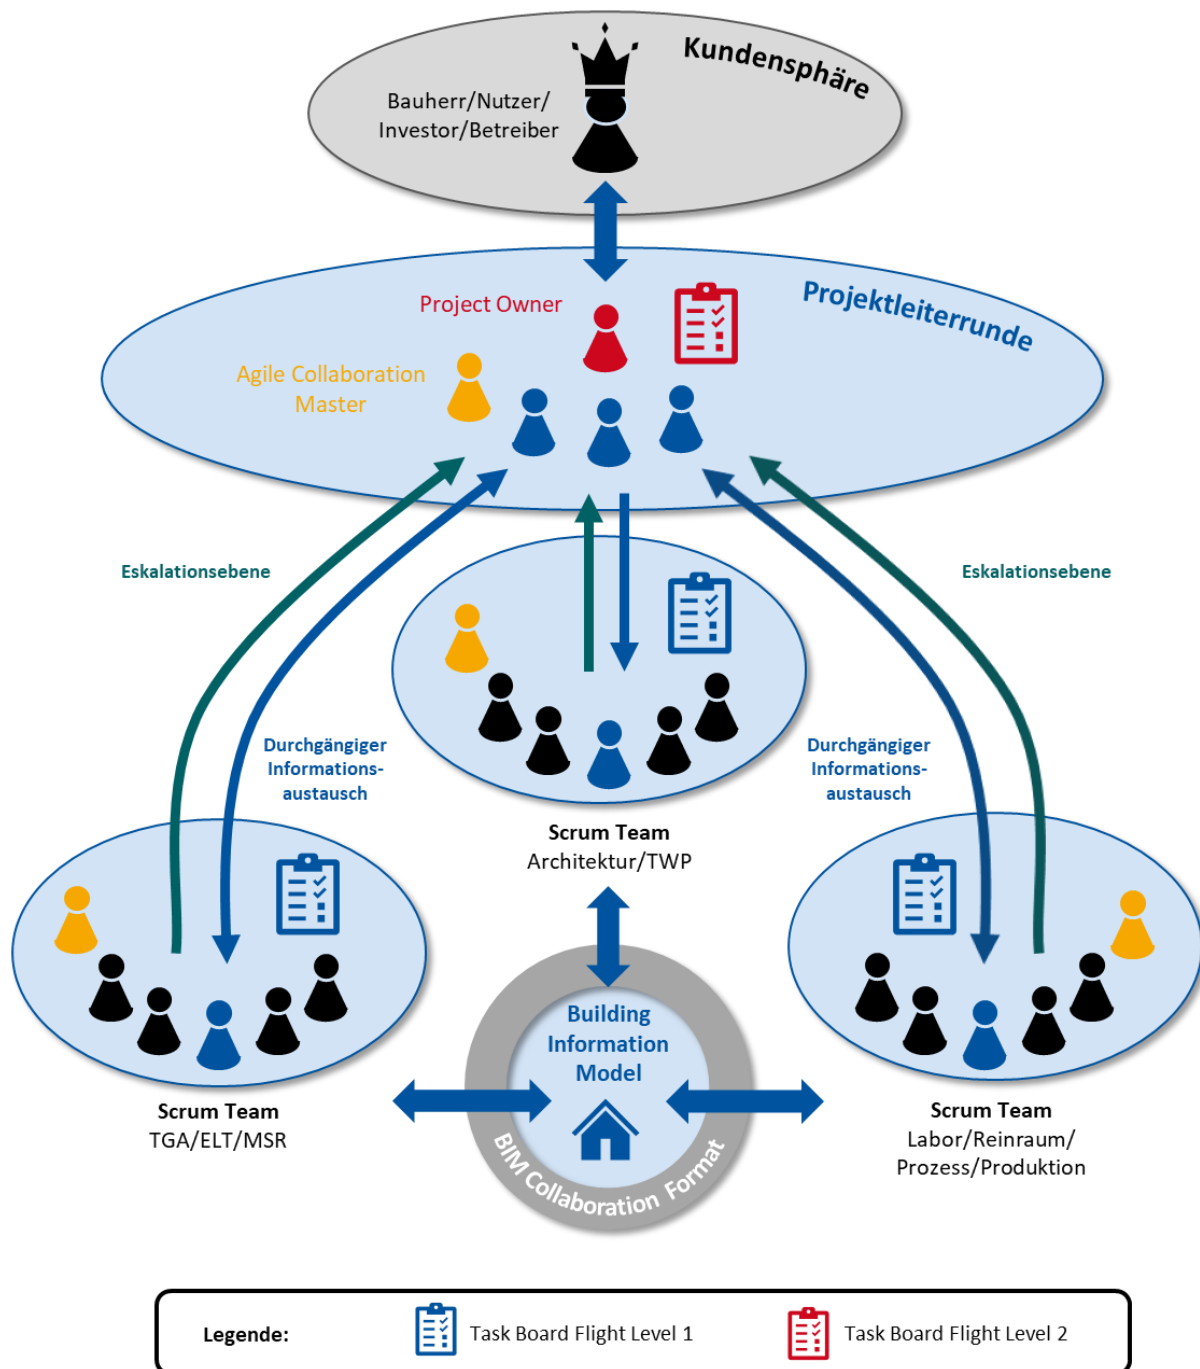 Kundensphäre
Bauherr/Nutzer/
Investor/Betreiber
Projektleiterrunde
Project Owner
Agile Collaboration
Master
Eskalationsebene
Eskalationsebene
Durchgängiger
Informations-
austausch
Durchgängiger
Informations-
austausch
Scrum Team
Architektur/TWP
Building
Information
Model
BIM Collaboration Format
Scrum Team
TGA/ELT/MSR
Scrum Team
Labor/Reinraum/
Prozess/Produktion
Legende:
Task Board Flight Level 1
Task Board Flight Level 2